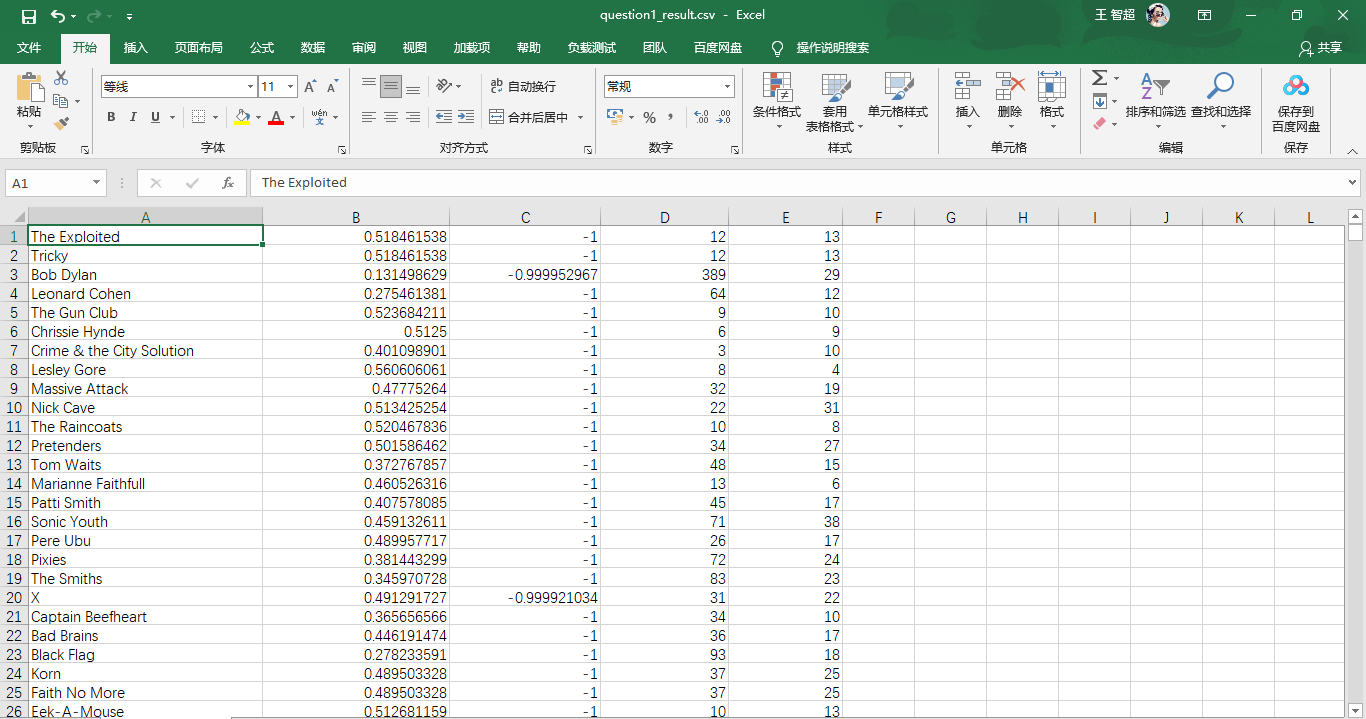 question1_result.csv - Excel
王 智超
文件 开始 插入 页面布局 公式 数据 审阅 视图 加载项 帮助 负载测试 团队 百度网盘 操作说明搜索 共享
粘贴
剪贴板
等线 11
B I U wén 文
字体
ab 自动换行
合并后居中
对齐方式
常规
% , .00 .00
数字
条件格式 套用 单元格样式
表格格式
样式
插入 删除 格式
单元格
排序和筛选 查找和选择
编辑
保存到
百度网盘
保存
A1 fx The Exploited
A B C D E F G H I J K L
1 The Exploited 0.518461538 -1 12 13
2 Tricky 0.518461538 -1 12 13
3 Bob Dylan 0.131498629 -0.999952967 389 29
4 Leonard Cohen 0.275461381 -1 64 12
5 The Gun Club 0.523684211 -1 9 10
6 Chrissie Hynde 0.5125 -1 6 9
7 Crime & the City Solution 0.401098901 -1 3 10
8 Lesley Gore 0.560606061 -1 8 4
9 Massive Attack 0.47775264 -1 32 19
10 Nick Cave 0.513425254 -1 22 31
11 The Raincoats 0.520467836 -1 10 8
12 Pretenders 0.501586462 -1 34 27
13 Tom Waits 0.372767857 -1 48 15
14 Marianne Faithfull 0.460526316 -1 13 6
15 Patti Smith 0.407578085 -1 45 17
16 Sonic Youth 0.459132611 -1 71 38
17 Pere Ubu 0.489957717 -1 26 17
18 Pixies 0.381443299 -1 72 24
19 The Smiths 0.345970728 -1 83 23
20 X 0.491291727 -0.999921034 31 22
21 Captain Beefheart 0.365656566 -1 34 10
22 Bad Brains 0.446191474 -1 36 17
23 Black Flag 0.278233591 -1 93 18
24 Korn 0.489503328 -1 37 25
25 Faith No More 0.489503328 -1 37 25
26 Eek-A-Mouse 0.512681159 -1 10 13